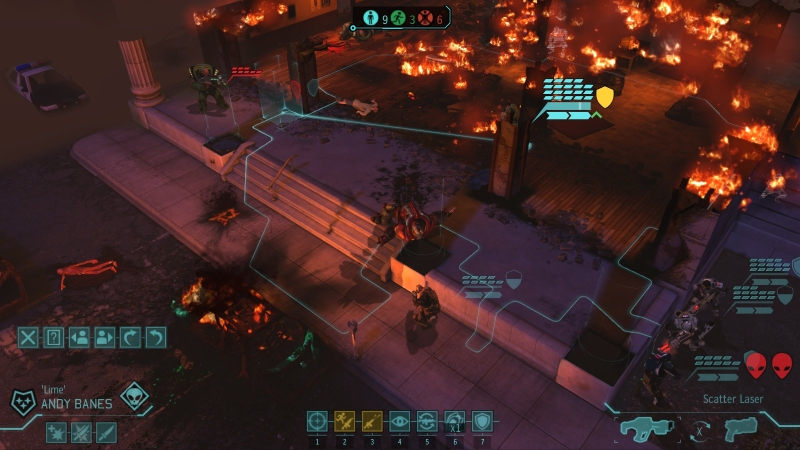 9 3 6
'Lime'
ANDY BANES
Scatter Laser
x1
X
1 2 3 4 5 6 7